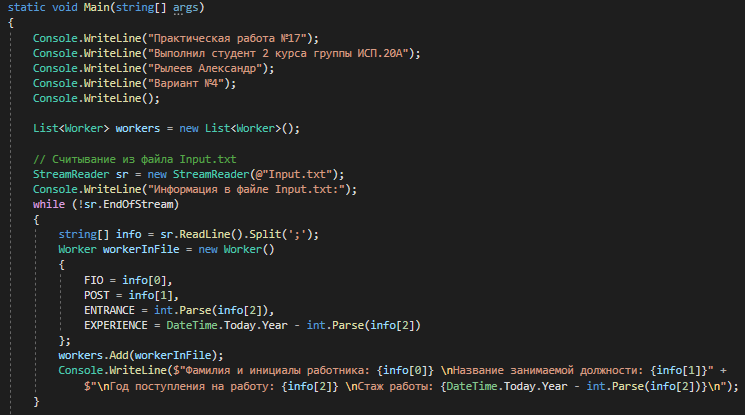 static void Main(string[] args)
{
Console.WriteLine("Практическая работа №17");
Console.WriteLine("Выполнил студент 2 курса группы ИСП.20А");
Console.WriteLine("Рылеев Александр");
Console.WriteLine("Вариант №4");
Console.WriteLine();
List<Worker> workers = new List<Worker>();
// Считывание из файла Input.txt
StreamReader sr = new StreamReader(@"Input.txt");
Console.WriteLine("Информация в файле Input.txt:");
while (!sr.EndOfStream)
{
string[] info = sr.ReadLine().Split(';');
Worker workerInFile = new Worker()
{
FIO = info[0],
POST = info[1],
ENTRANCE = int.Parse(info[2]),
EXPERIENCE = DateTime.Today.Year - int.Parse(info[2])
};
workers.Add(workerInFile);
Console.WriteLine($"Фамилия и инициалы работника: {info[0]} \nНазвание занимаемой должности: {info[1]}" +
$"\nГод поступления на работу: {info[2]} \nСтаж работы: {DateTime.Today.Year - int.Parse(info[2])}\n");
}